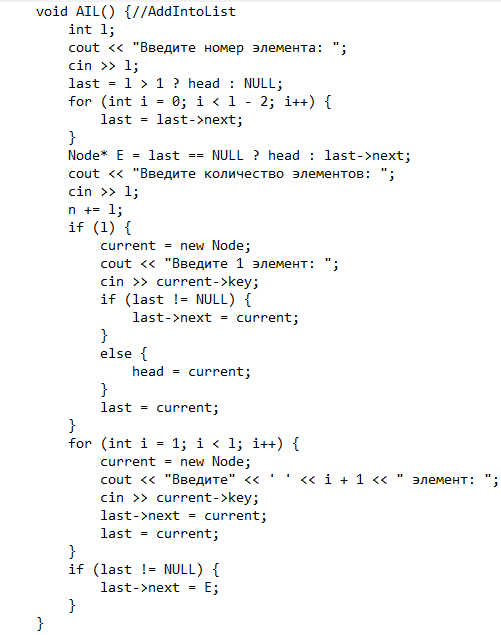 void AIL() {//AddIntoList
    int l;
    cout << "Введите номер элемента: ";
    cin >> l;
    last = l > 1 ? head : NULL;
    for (int i = 0; i < l - 2; i++) {
        last = last->next;
    }
    Node* E = last == NULL ? head : last->next;
    cout << "Введите количество элементов: ";
    cin >> l;
    n += l;
    if (l) {
        current = new Node;
        cout << "Введите 1 элемент: ";
        cin >> current->key;
        if (last != NULL) {
            last->next = current;
        }
        else {
            head = current;
        }
        last = current;
    }
    for (int i = 1; i < l; i++) {
        current = new Node;
        cout << "Введите" << ' ' << i + 1 << " элемент: ";
        cin >> current->key;
        last->next = current;
        last = current;
    }
    if (last != NULL) {
        last->next = E;
    }
}